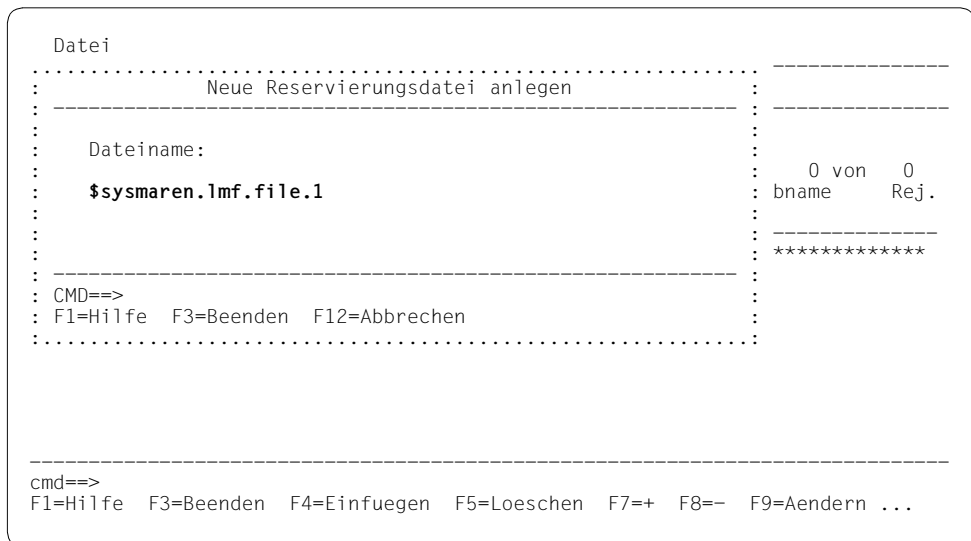 Datei
Neue Reservierungsdatei anlegen
Dateiname:
0 von 0
$sysmaren.lmf.file.1
bname Rej.
*************
CMD==>
F1=Hilfe F3=Beenden F12=Abbrechen
cmd==>
F1=Hilfe F3=Beenden F4=Einfuegen F5=Loeschen F7=+ F8=- F9=Aendern ...